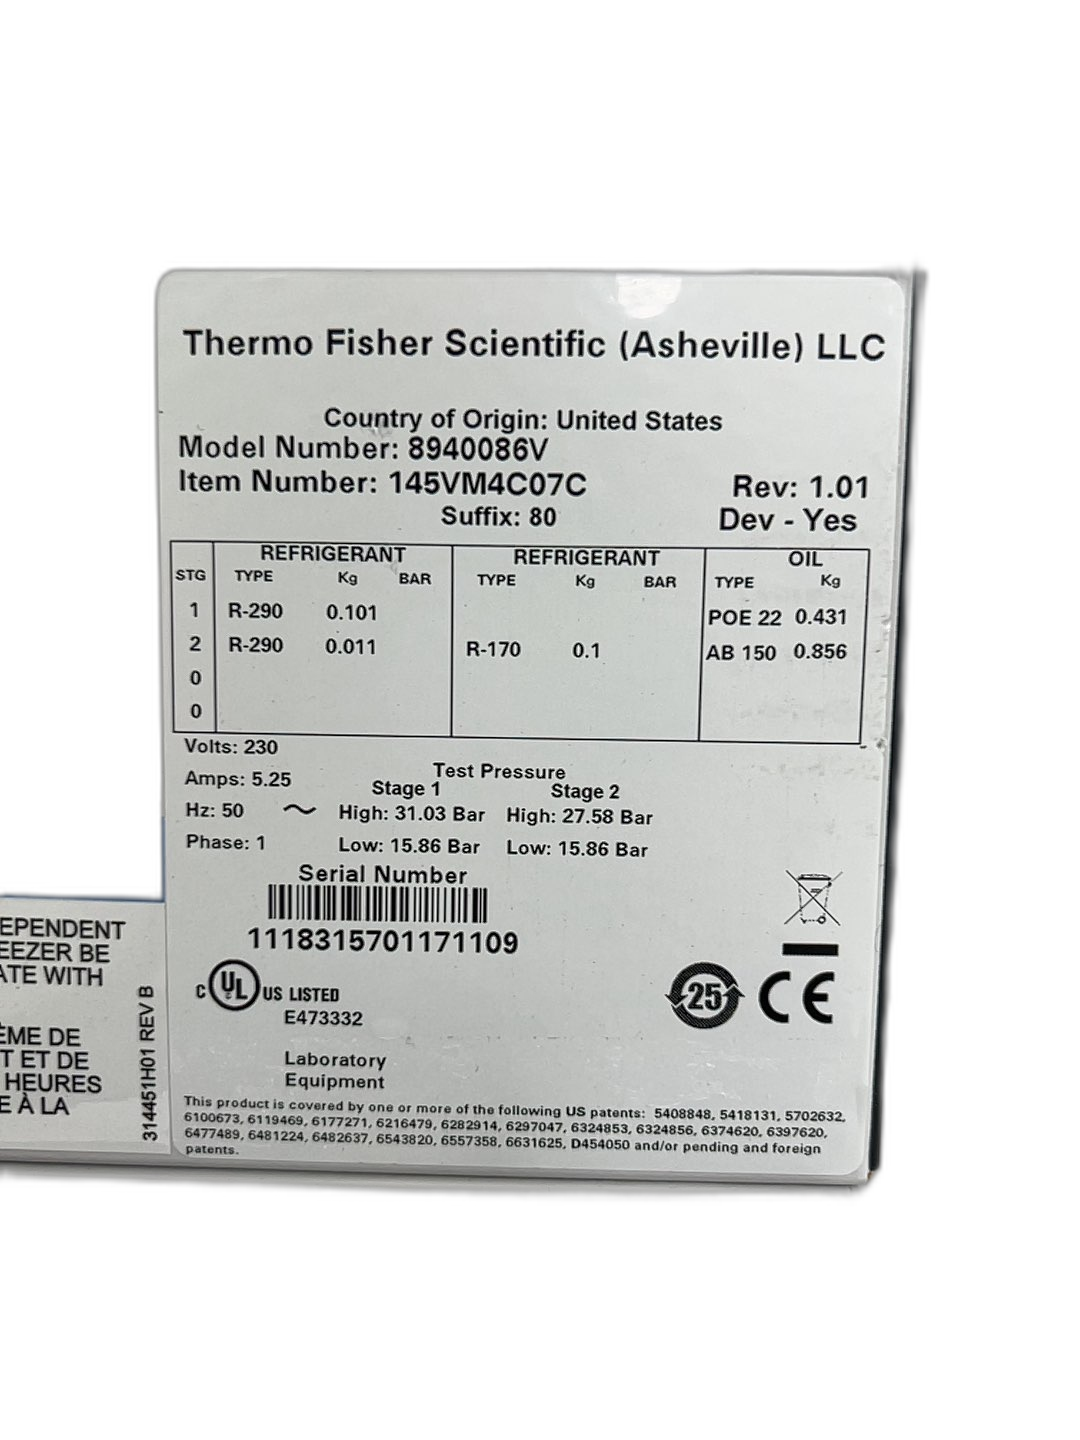 Thermo Fisher Scientific (Asheville) LLC
Country of Origin: United States
Model Number: 8940086V
Item Number: 145VM4C07C Rev: 1.01
Suffix: 80 Dev - Yes
REFRIGERANT REFRIGERANT OIL
STG TYPE Kg BAR TYPE Kg BAR TYPE Kg
1 R-290 0.101 POE 22 0.431
2 R-290 0.011 R-170 0.1 AB 150 0.856
0
0
Volts: 230
Test Pressure
Amps: 5.25 Stage 1 Stage 2
Hz: 50 ~ High: 31.03 Bar High: 27.58 Bar
Phase: 1 Low: 15.86 Bar Low: 15.86 Bar
Serial Number
1118315701171109
C UL US LISTED
E473332
25 CE
Laboratory
Equipment
This product is covered by one or more of the following US patents: 5408848, 5418131, 5702632,
6100673, 6119469, 6177271, 6216479, 6282914, 6297047, 6324853, 6324856, 6374620, 6397620,
6477489, 6481224, 6482637, 6543820, 6557358, 6631625, D454050 and/or pending and foreign
patents.
EPENDENT
EEZER BE
ATE WITH
ÈME DE
T ET DE
HEURES
E À LA
314451H01 REV B